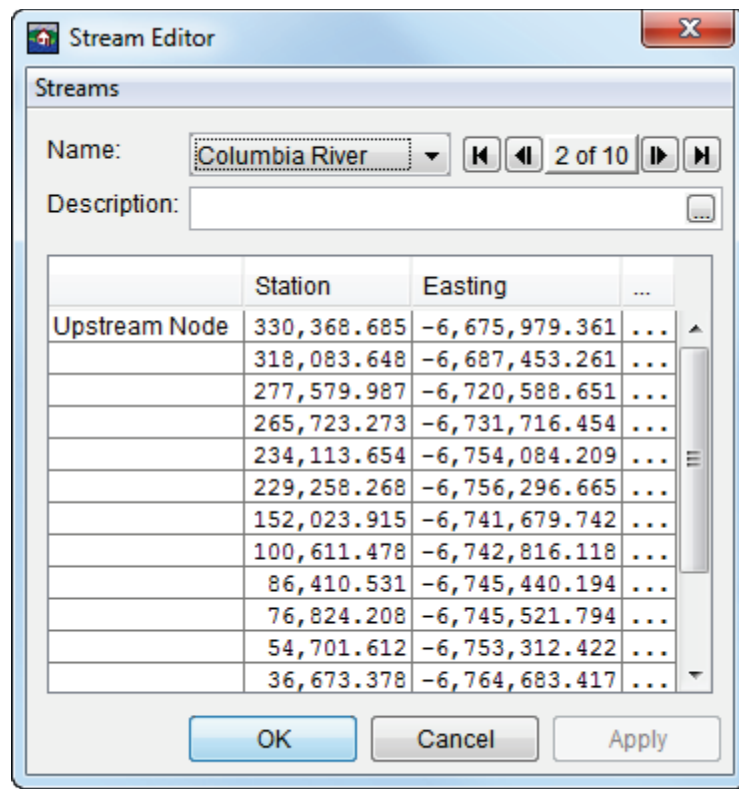 Stream Editor
Streams
Name: Columbia River 2 of 10
Description: ...
Station Easting ...
Upstream Node 330,368.685 -6,675,979.361 ...
318,083.648 -6,687,453.261 ...
277,579.987 -6,720,588.651 ...
265,723.273 -6,731,716.454 ...
234,113.654 -6,754,084.209 ...
229,258.268 -6,756,296.665 ...
152,023.915 -6,741,679.742 ...
100,611.478 -6,742,816.118 ...
86,410.531 -6,745,440.194 ...
76,824.208 -6,745,521.794 ...
54,701.612 -6,753,312.422 ...
36,673.378 -6,764,683.417 ...
OK Cancel Apply